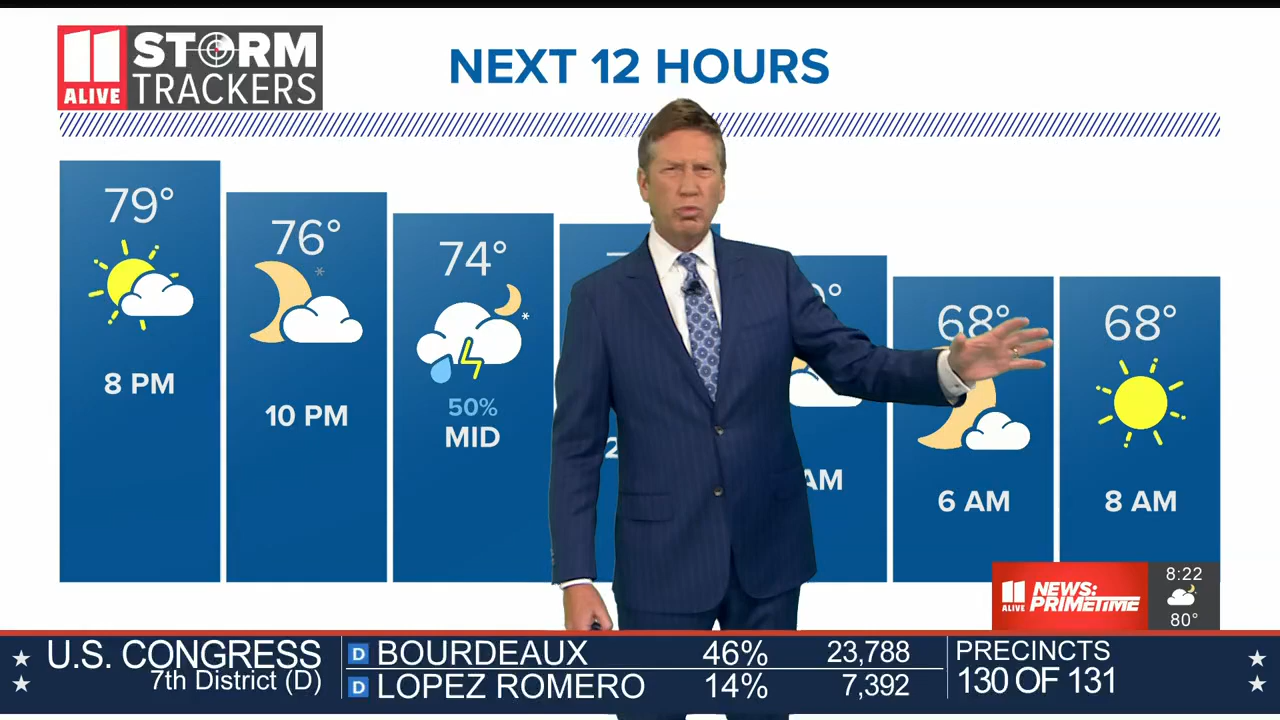 11 ALIVE
STORM
TRACKERS
NEXT 12 HOURS
79°
8 PM
76°
10 PM
74°
50%
MID
AM
68°
6 AM
68°
8 AM
11 ALIVE
NEWS:
PRIMETIME
8:22
80°
U.S. CONGRESS
7th District (D)
D BOURDEAUX 46% 23,788
D LOPEZ ROMERO 14% 7,392
PRECINCTS
130 OF 131